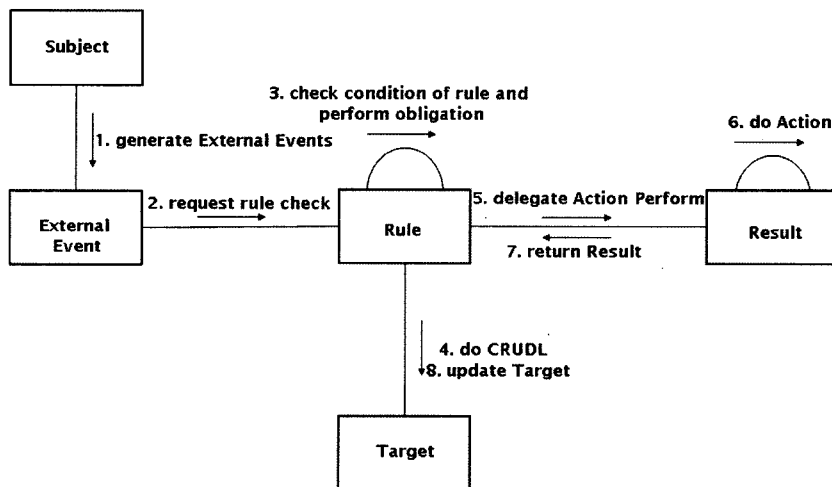 Subject
3. check condition of rule and
perform obligation
6. do Action
1. generate External Events
2. request rule check
5. delegate Action Perform
External
Event
Rule
Result
7. return Result
4. do CRUDL
8. update Target
Target